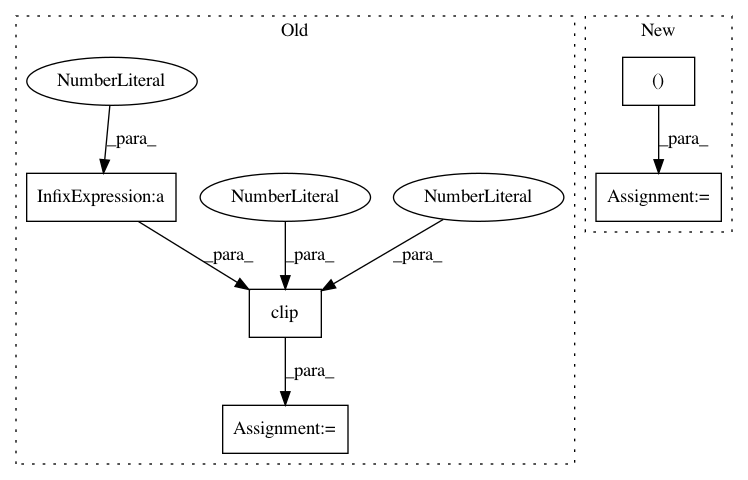 Old
New
NumberLiteral
()
_para_
_para_
InfixExpression:a
NumberLiteral
NumberLiteral
Assignment:=
_para_
_para_
_para_
clip
_para_
Assignment:=